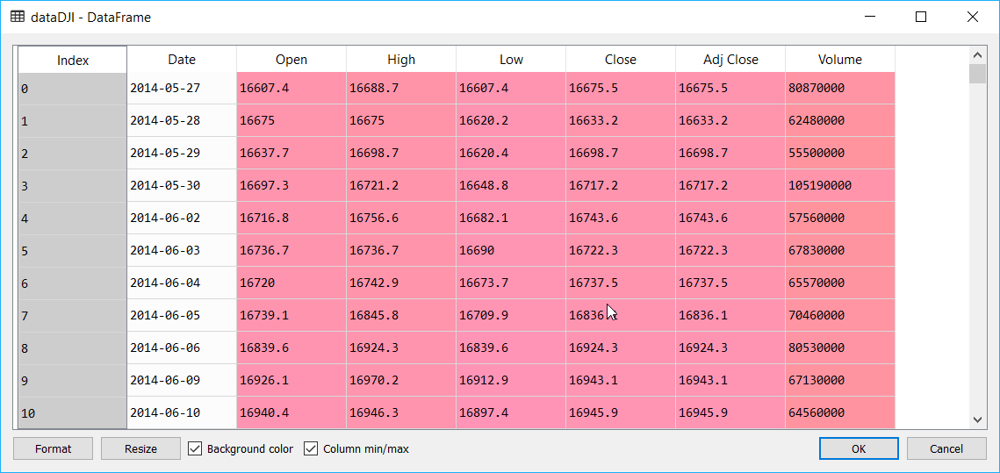 dataDJI - DataFrame
Index Date Open High Low Close Adj Close Volume
0 2014-05-27 16607.4 16688.7 16607.4 16675.5 16675.5 80870000
1 2014-05-28 16675 16675 16620.2 16633.2 16633.2 62480000
2 2014-05-29 16637.7 16698.7 16620.4 16698.7 16698.7 55500000
3 2014-05-30 16697.3 16721.2 16648.8 16717.2 16717.2 105190000
4 2014-06-02 16716.8 16756.6 16682.1 16743.6 16743.6 57560000
5 2014-06-03 16736.7 16736.7 16690 16722.3 16722.3 67830000
6 2014-06-04 16720 16742.9 16673.7 16737.5 16737.5 65570000
7 2014-06-05 16739.1 16845.8 16709.9 16836.1 16836.1 70460000
8 2014-06-06 16839.6 16924.3 16839.6 16924.3 16924.3 80530000
9 2014-06-09 16926.1 16970.2 16912.9 16943.1 16943.1 67130000
10 2014-06-10 16940.4 16946.3 16897.4 16945.9 16945.9 64560000
Format Resize Background color Column min/max OK Cancel